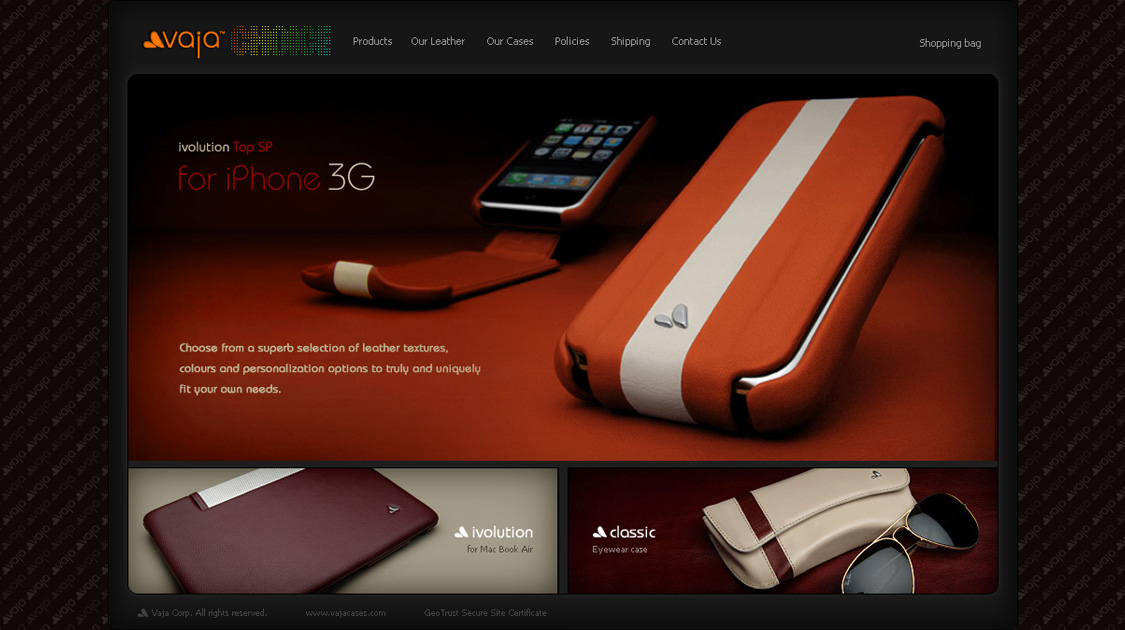 vaja™ CHOICE
Products Our Leather Our Cases Policies Shipping Contact Us
Shopping bag
ivolution Top SP
for iPhone 3G
Choose from a superb selection of leather textures,
colours and personalization options to truly and uniquely
fit your own needs.
ivolution
for Mac Book Air
classic
Eyewear case
Vaja Corp. All rights reserved. www.vajacases.com GeoTrust Secure Site Certificate